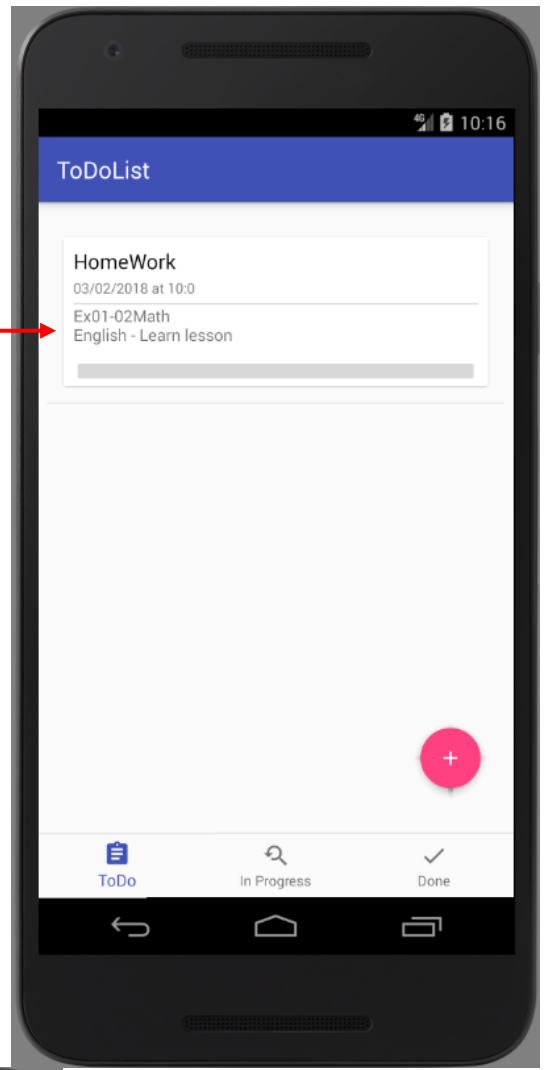 4G 10:16
ToDoList
HomeWork
03/02/2018 at 10:0
Ex01-02Math
English - Learn lesson
+
ToDo In Progress Done